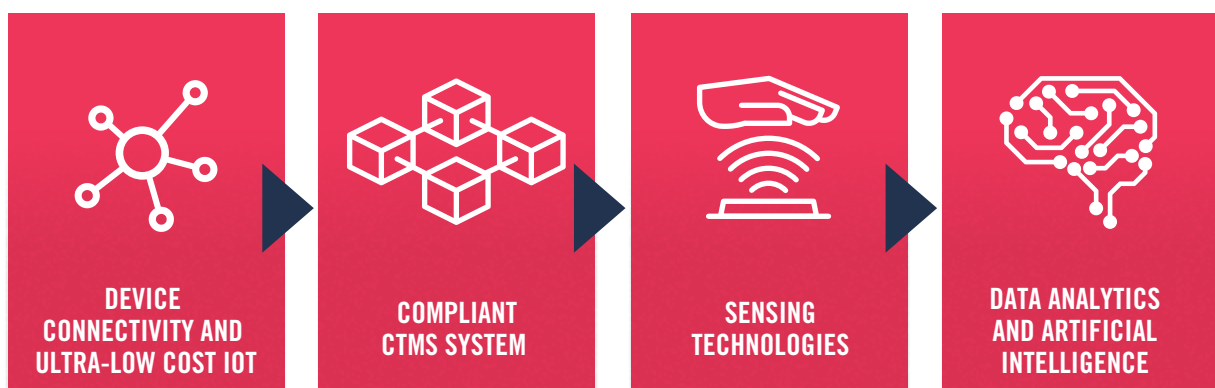 DEVICE
CONNECTIVITY AND
ULTRA-LOW COST IOT
COMPLIANT
CTMS SYSTEM
SENSING
TECHNOLOGIES
DATA ANALYTICS
AND ARTIFICIAL
INTELLIGENCE